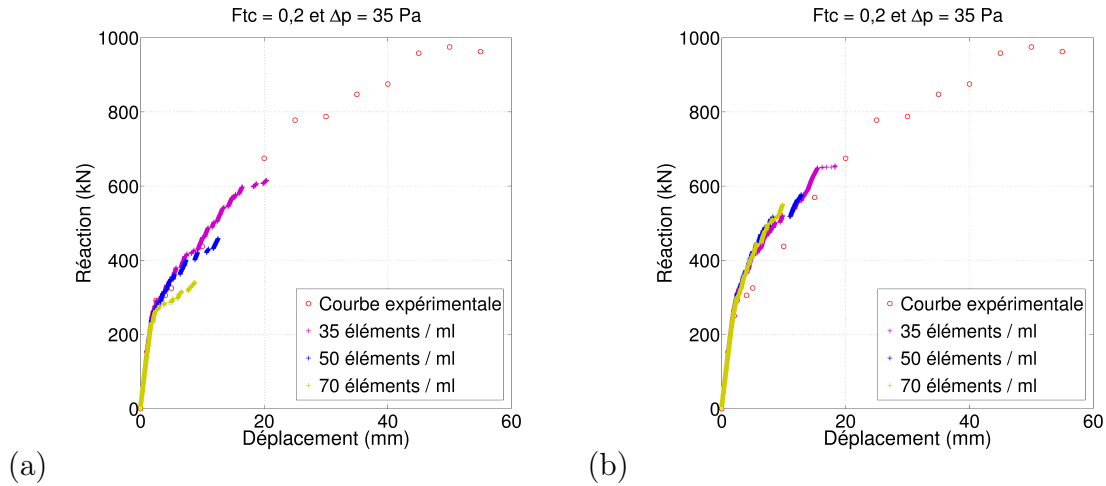 Ftc = 0,2 et Δp = 35 Pa
1000
800
600
400
200
0
Réaction (kN)
Courbe expérimentale
35 éléments / ml
50 éléments / ml
70 éléments / ml
0
20
40
60
Déplacement (mm)
(a)
Ftc = 0,2 et Δp = 35 Pa
1000
800
600
400
200
0
Réaction (kN)
Courbe expérimentale
35 éléments / ml
50 éléments / ml
70 éléments / ml
0
20
40
60
Déplacement (mm)
(b)